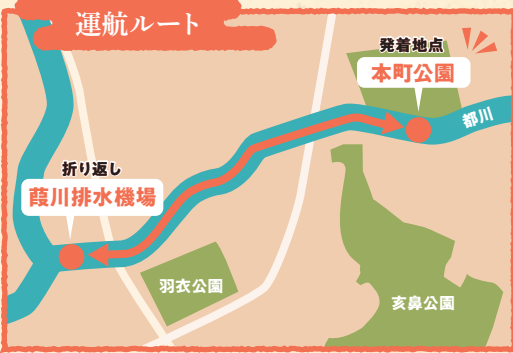 運航ルート
発着地点
本町公園
都川
折り返し
葭川排水機場
羽衣公園
亥鼻公園